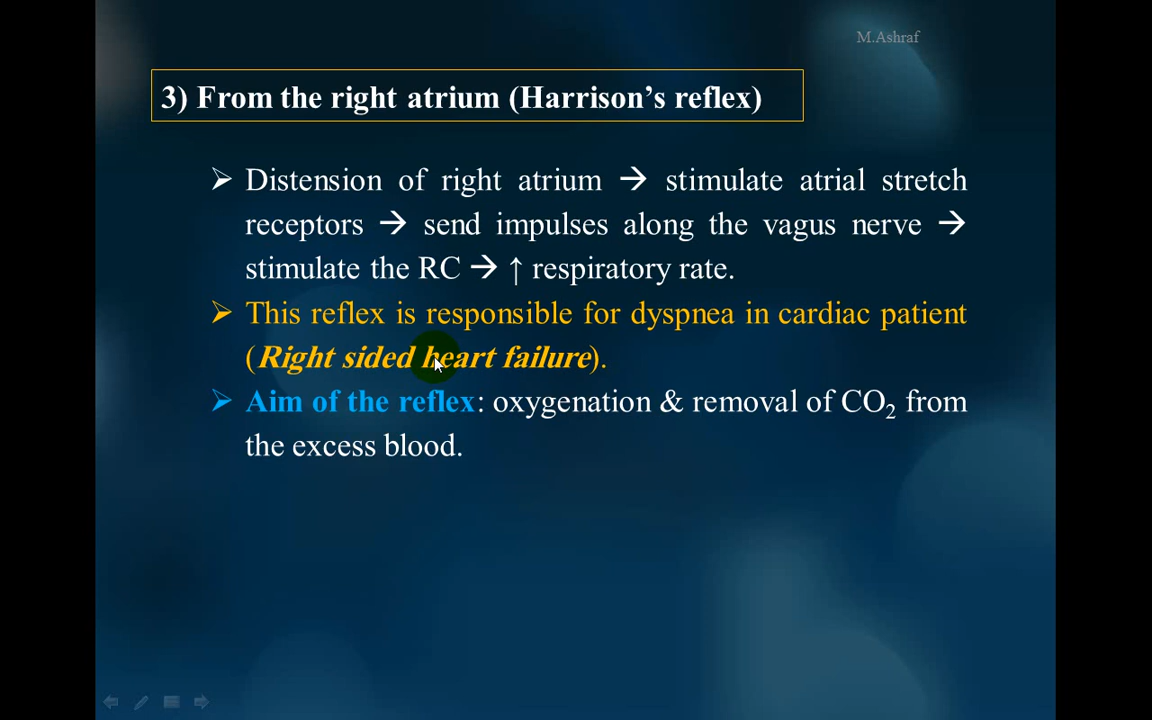 M.Ashraf
3) From the right atrium (Harrison’s reflex)
➢ Distension of right atrium → stimulate atrial stretch
receptors → send impulses along the vagus nerve →
stimulate the RC → ↑ respiratory rate.
➢ This reflex is responsible for dyspnea in cardiac patient
(Right sided heart failure).
➢ Aim of the reflex: oxygenation & removal of CO₂ from
the excess blood.